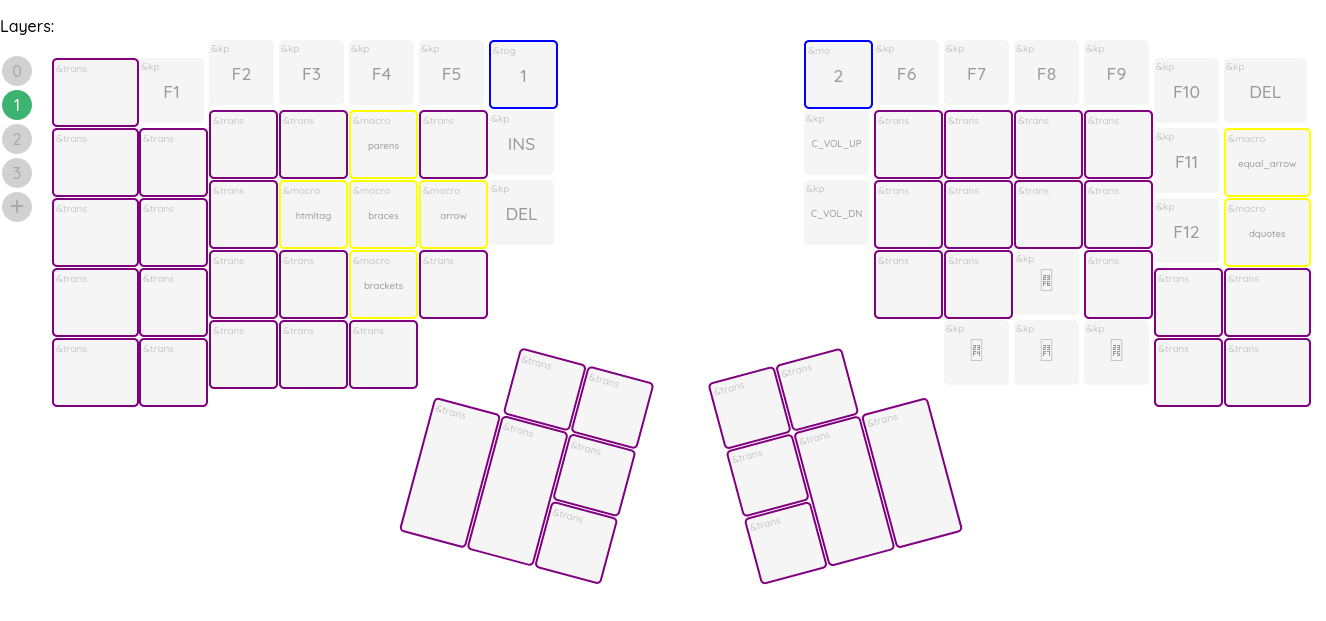 Layers:
0
1
2
3
+
&trans
&kp F1
&kp F2
&kp F3
&kp F4
&kp F5
&tog 1
&mo 2
&kp F6
&kp F7
&kp F8
&kp F9
&kp F10
&kp DEL
&trans
&trans
&trans
&trans
&macro parens
&trans
&kp INS
&kp C_VOL_UP
&trans
&trans
&trans
&trans
&kp F11
&macro equal_arrow
&trans
&trans
&trans
&macro htmltag
&macro braces
&macro arrow
&kp DEL
&kp C_VOL_DN
&trans
&trans
&trans
&trans
&kp F12
&macro dquotes
&trans
&trans
&trans
&trans
&macro brackets
&trans
&trans
&trans
&kp 23F6
&trans
&trans
&trans
&trans
&trans
&trans
&trans
&trans
&kp 23F4
&kp 23F7
&kp 23F5
&trans
&trans
&trans
&trans
&trans
&trans
&trans
&trans
&trans
&trans
&trans
&trans
&trans
&trans